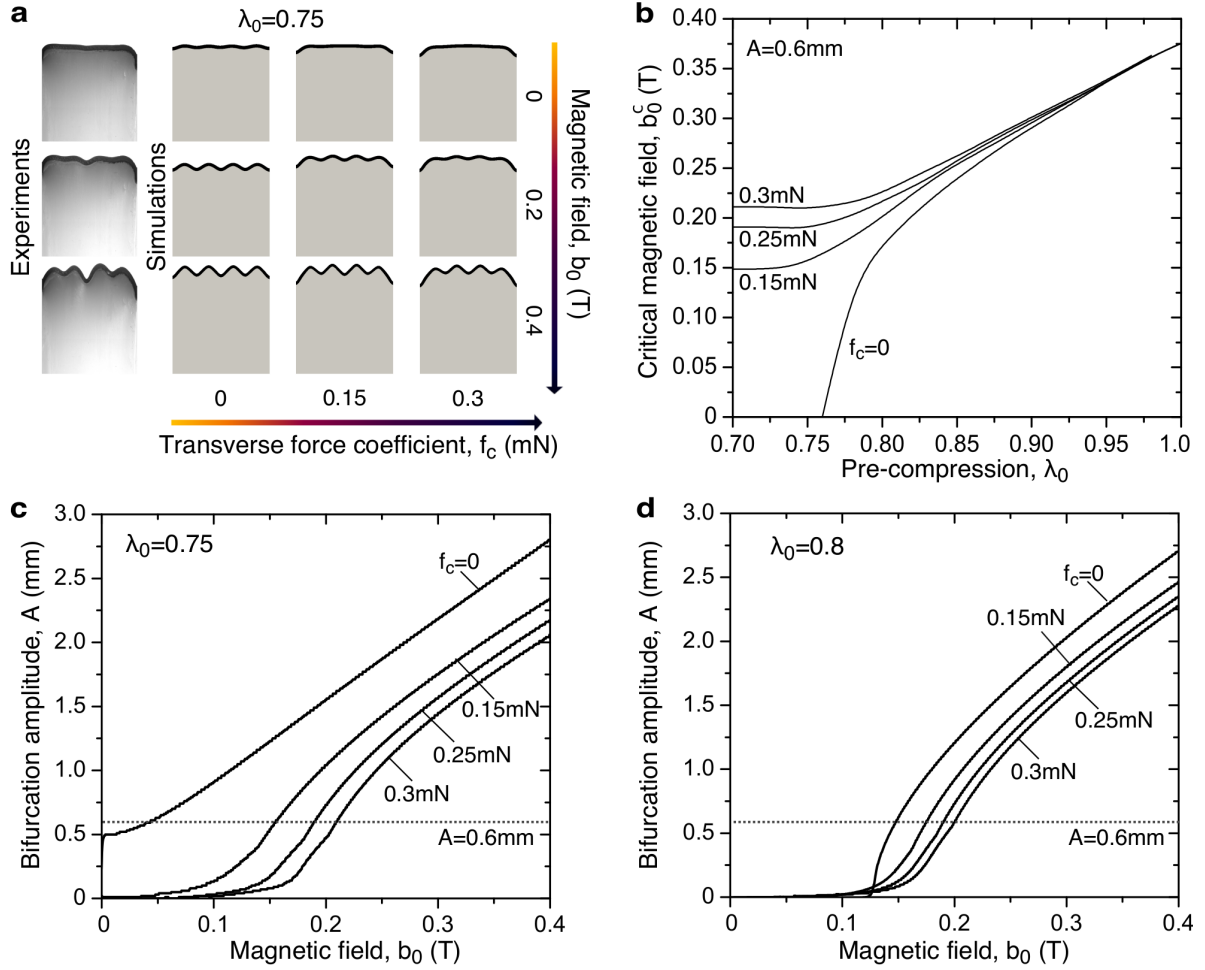 a
λ0=0.75
Experiments
Simulations
0
0.2
0.4
Magnetic field, b0 (T)
0
0.15
0.3
Transverse force coefficient, fc (mN)
b
A=0.6mm
0.3mN
0.25mN
0.15mN
fc=0
0.40
0.35
0.30
0.25
0.20
0.15
0.10
0.05
0
Critical magnetic field, b0c (T)
0.70
0.75
0.80
0.85
0.90
0.95
1.0
Pre-compression, λ0
c
λ0=0.75
fc=0
0.15mN
0.25mN
0.3mN
A=0.6mm
3.0
2.5
2.0
1.5
1.0
0.5
0
Bifurcation amplitude, A (mm)
0
0.1
0.2
0.3
0.4
Magnetic field, b0 (T)
d
λ0=0.8
fc=0
0.15mN
0.25mN
0.3mN
A=0.6mm
3.0
2.5
2.0
1.5
1.0
0.5
0
Bifurcation amplitude, A (mm)
0
0.1
0.2
0.3
0.4
Magnetic field, b0 (T)